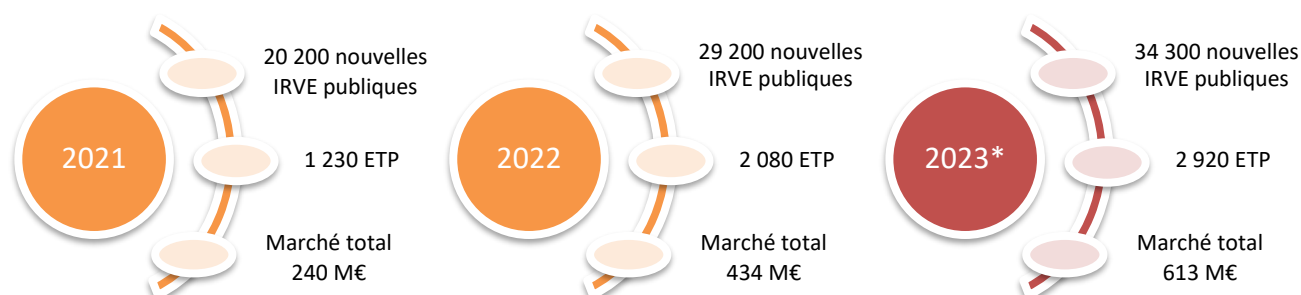 2021
20 200 nouvelles
IRVE publiques
1 230 ETP
Marché total
240 M€
2022
29 200 nouvelles
IRVE publiques
2 080 ETP
Marché total
434 M€
2023*
34 300 nouvelles
IRVE publiques
2 920 ETP
Marché total
613 M€